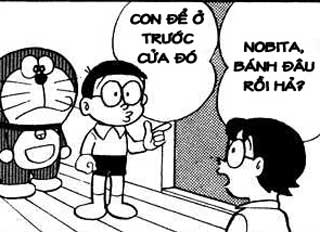 CON ĐỂ Ở
TRƯỚC
CỬA ĐÓ
NOBITA,
BÁNH ĐÂU
RỒI HẢ?